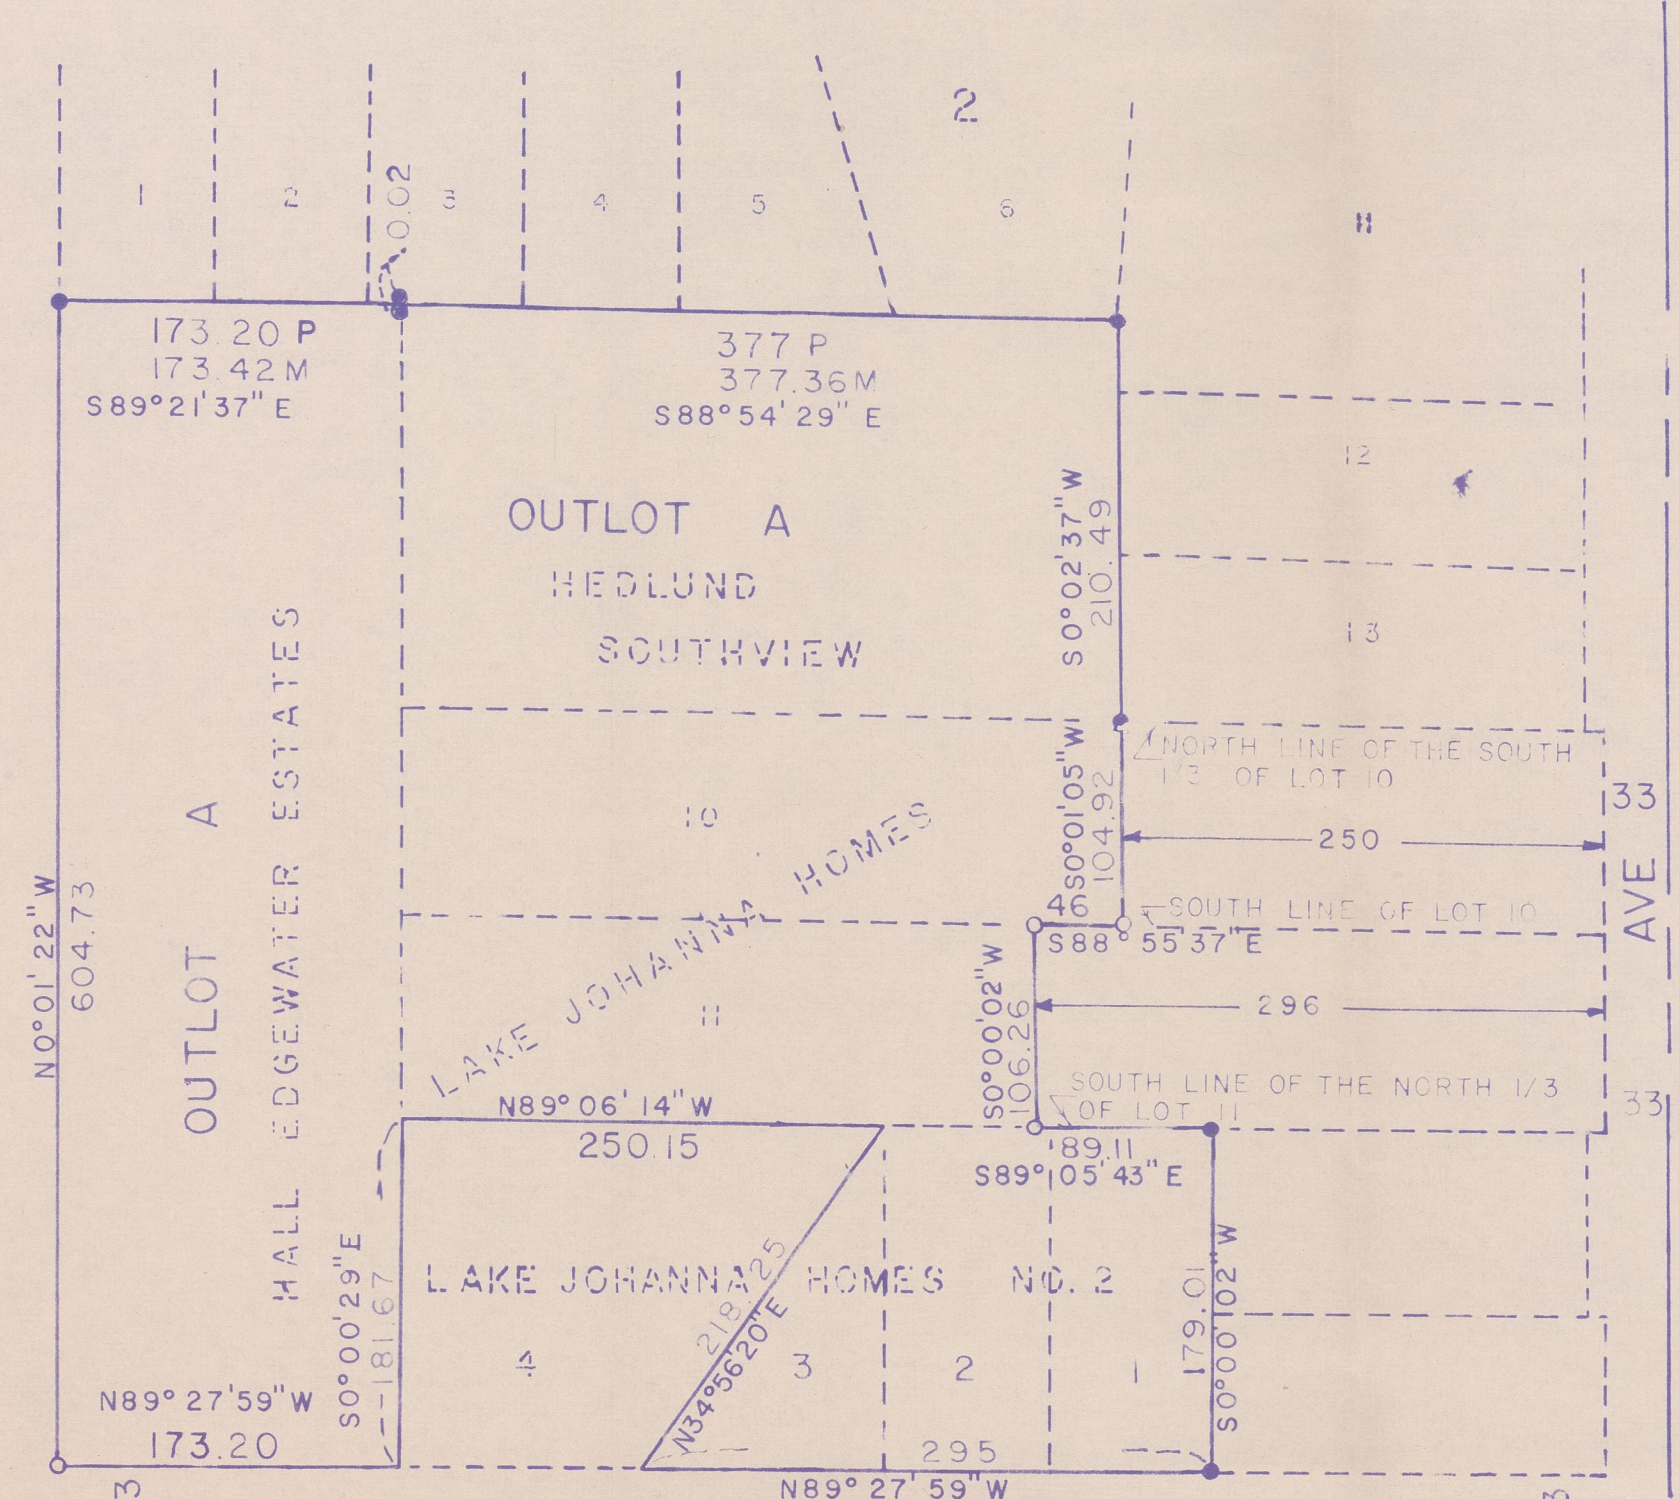 2
1
2
0.02
3
4
5
6
11
173.20 P
173.42 M
S89°21'37" E
377 P
377.36 M
S88°54'29" E
12
OUTLOT A
HEDLUND
SOUTHVIEW
S0°02'37"W
210.49
13
NORTH LINE OF THE SOUTH
1/3 OF LOT 10
33
S0°01'05"W
104.92
250
10
LAKE JOHANNA HOMES
AVE
46
SOUTH LINE OF LOT 10
S88°55'37"E
N0°01'22"W
604.73
OUTLOT A
HALL EDGEWATER ESTATES
11
S0°00'02"W
106.26
296
SOUTH LINE OF THE NORTH 1/3
OF LOT 11
33
N89°06'14"W
250.15
89.11
S89°05'43"E
LAKE JOHANNA HOMES NO. 2
218.25
N34°56'20"E
179.01
S0°00'02"W
S0°00'29"E
181.67
4
3
2
1
N89°27'59"W
173.20
295
N89°27'59"W
3
3